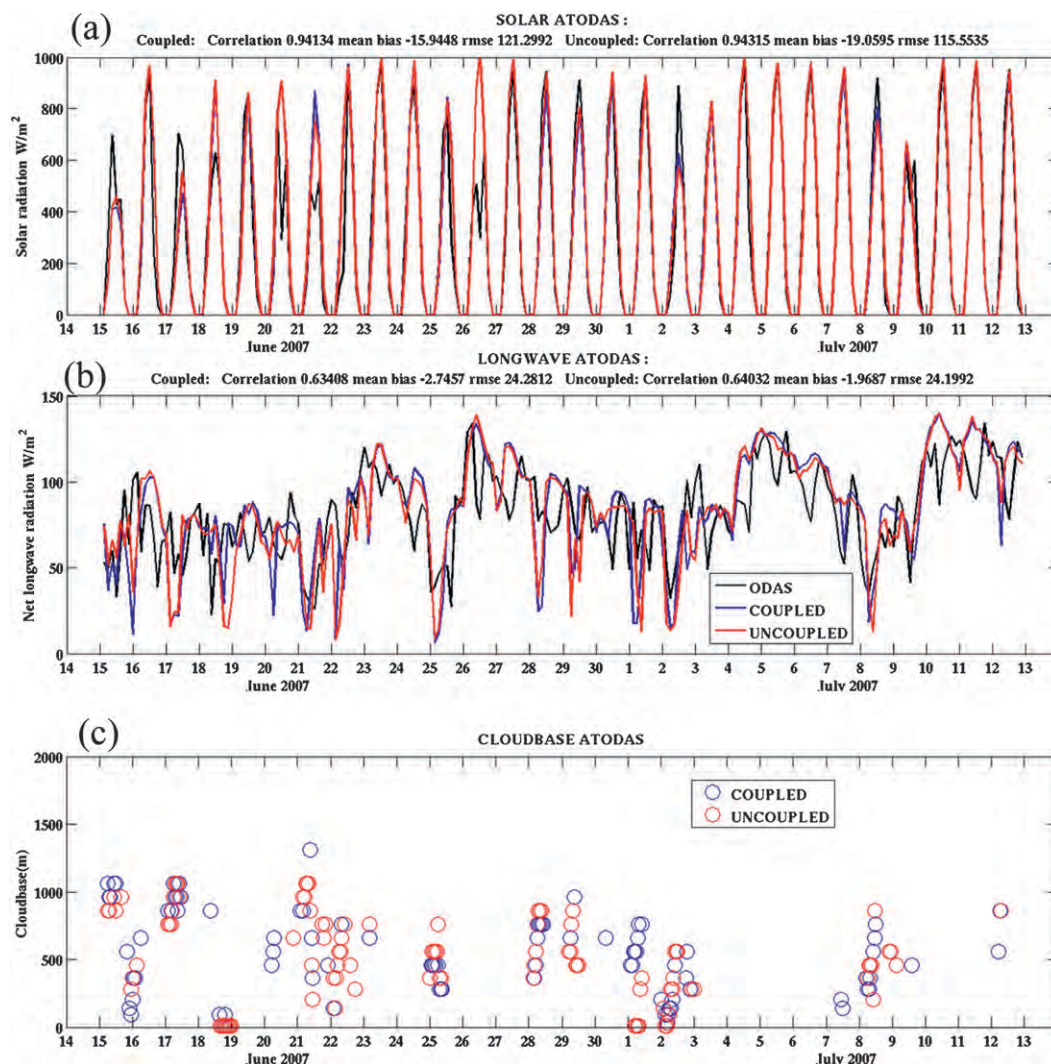 (a)
SOLAR ATODAS :
Coupled: Correlation 0.94134 mean bias -15.9448 rmse 121.2992 Uncoupled: Correlation 0.94315 mean bias -19.0595 rmse 115.5535
1000
800
600
400
200
0
Solar radiation W/m²
14 15 16 17 18 19 20 21 22 23 24 25 26 27 28 29 30 1 2 3 4 5 6 7 8 9 10 11 12 13
June 2007 July 2007
(b)
LONGWAVE ATODAS :
Coupled: Correlation 0.63408 mean bias -2.7457 rmse 24.2812 Uncoupled: Correlation 0.64032 mean bias -1.9687 rmse 24.1992
150
100
50
0
Net longwave radiation W/m²
ODAS
COUPLED
UNCOUPLED
14 15 16 17 18 19 20 21 22 23 24 25 26 27 28 29 30 1 2 3 4 5 6 7 8 9 10 11 12 13
June 2007 July 2007
(c)
CLOUDBASE ATODAS
2000
1500
1000
500
0
Cloudbase(m)
COUPLED
UNCOUPLED
14 15 16 17 18 19 20 21 22 23 24 25 26 27 28 29 30 1 2 3 4 5 6 7 8 9 10 11 12 13
June 2007 July 2007